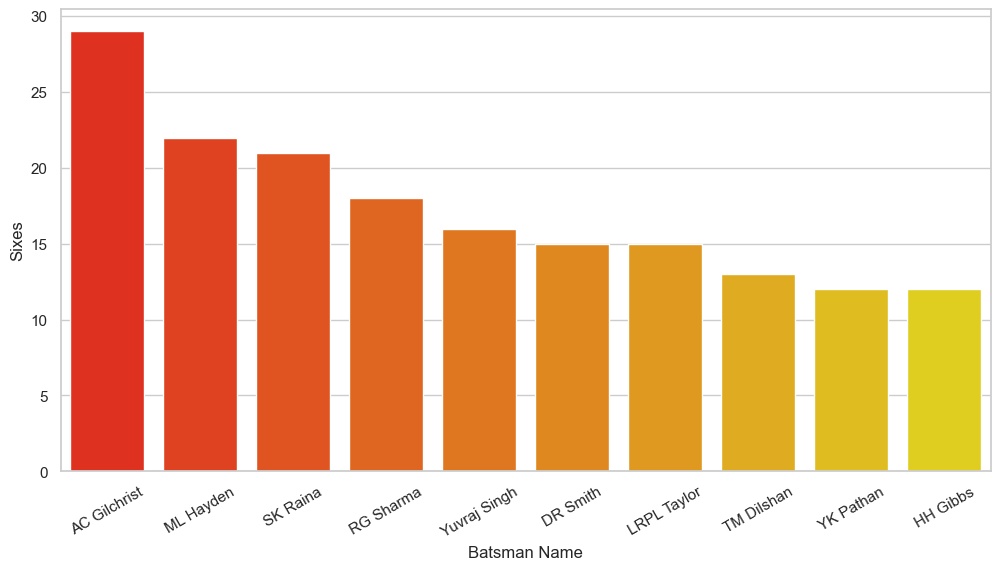 30
25
20
15
10
5
0
Sixes
AC Gilchrist
ML Hayden
SK Raina
RG Sharma
Yuvraj Singh
DR Smith
LRPL Taylor
TM Dilshan
YK Pathan
HH Gibbs
Batsman Name